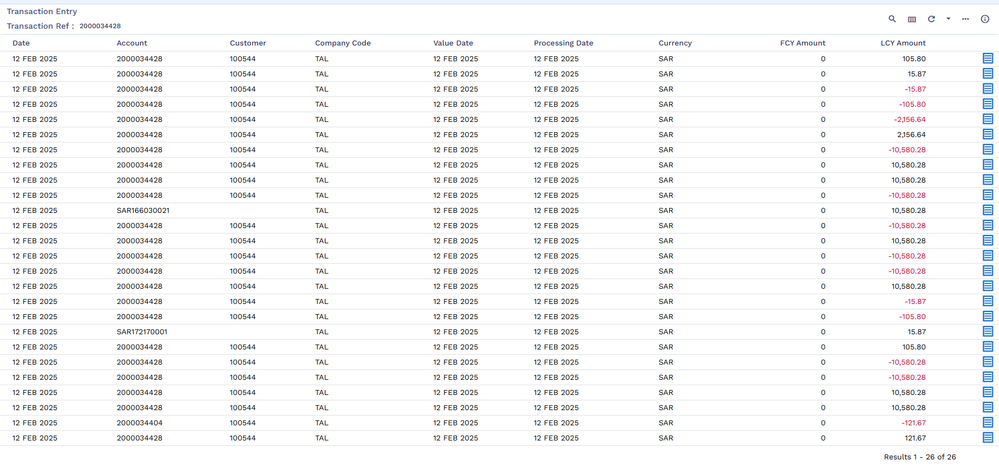 Transaction Entry
Transaction Ref : 2000034428
Date Account Customer Company Code Value Date Processing Date Currency FCY Amount LCY Amount
12 FEB 2025 2000034428 100544 TAL 12 FEB 2025 12 FEB 2025 SAR 0 105.80
12 FEB 2025 2000034428 100544 TAL 12 FEB 2025 12 FEB 2025 SAR 0 15.87
12 FEB 2025 2000034428 100544 TAL 12 FEB 2025 12 FEB 2025 SAR 0 -15.87
12 FEB 2025 2000034428 100544 TAL 12 FEB 2025 12 FEB 2025 SAR 0 -105.80
12 FEB 2025 2000034428 100544 TAL 12 FEB 2025 12 FEB 2025 SAR 0 -2,156.64
12 FEB 2025 2000034428 100544 TAL 12 FEB 2025 12 FEB 2025 SAR 0 2,156.64
12 FEB 2025 2000034428 100544 TAL 12 FEB 2025 12 FEB 2025 SAR 0 -10,580.28
12 FEB 2025 2000034428 100544 TAL 12 FEB 2025 12 FEB 2025 SAR 0 10,580.28
12 FEB 2025 2000034428 100544 TAL 12 FEB 2025 12 FEB 2025 SAR 0 10,580.28
12 FEB 2025 2000034428 100544 TAL 12 FEB 2025 12 FEB 2025 SAR 0 -10,580.28
12 FEB 2025 SAR166030021 TAL 12 FEB 2025 12 FEB 2025 SAR 0 10,580.28
12 FEB 2025 2000034428 100544 TAL 12 FEB 2025 12 FEB 2025 SAR 0 -10,580.28
12 FEB 2025 2000034428 100544 TAL 12 FEB 2025 12 FEB 2025 SAR 0 10,580.28
12 FEB 2025 2000034428 100544 TAL 12 FEB 2025 12 FEB 2025 SAR 0 -10,580.28
12 FEB 2025 2000034428 100544 TAL 12 FEB 2025 12 FEB 2025 SAR 0 -10,580.28
12 FEB 2025 2000034428 100544 TAL 12 FEB 2025 12 FEB 2025 SAR 0 10,580.28
12 FEB 2025 2000034428 100544 TAL 12 FEB 2025 12 FEB 2025 SAR 0 -15.87
12 FEB 2025 2000034428 100544 TAL 12 FEB 2025 12 FEB 2025 SAR 0 -105.80
12 FEB 2025 SAR172170001 TAL 12 FEB 2025 12 FEB 2025 SAR 0 15.87
12 FEB 2025 2000034428 100544 TAL 12 FEB 2025 12 FEB 2025 SAR 0 105.80
12 FEB 2025 2000034428 100544 TAL 12 FEB 2025 12 FEB 2025 SAR 0 -10,580.28
12 FEB 2025 2000034428 100544 TAL 12 FEB 2025 12 FEB 2025 SAR 0 -10,580.28
12 FEB 2025 2000034428 100544 TAL 12 FEB 2025 12 FEB 2025 SAR 0 10,580.28
12 FEB 2025 2000034428 100544 TAL 12 FEB 2025 12 FEB 2025 SAR 0 10,580.28
12 FEB 2025 2000034404 100544 TAL 12 FEB 2025 12 FEB 2025 SAR 0 -121.67
12 FEB 2025 2000034428 100544 TAL 12 FEB 2025 12 FEB 2025 SAR 0 121.67
Results 1 - 26 of 26